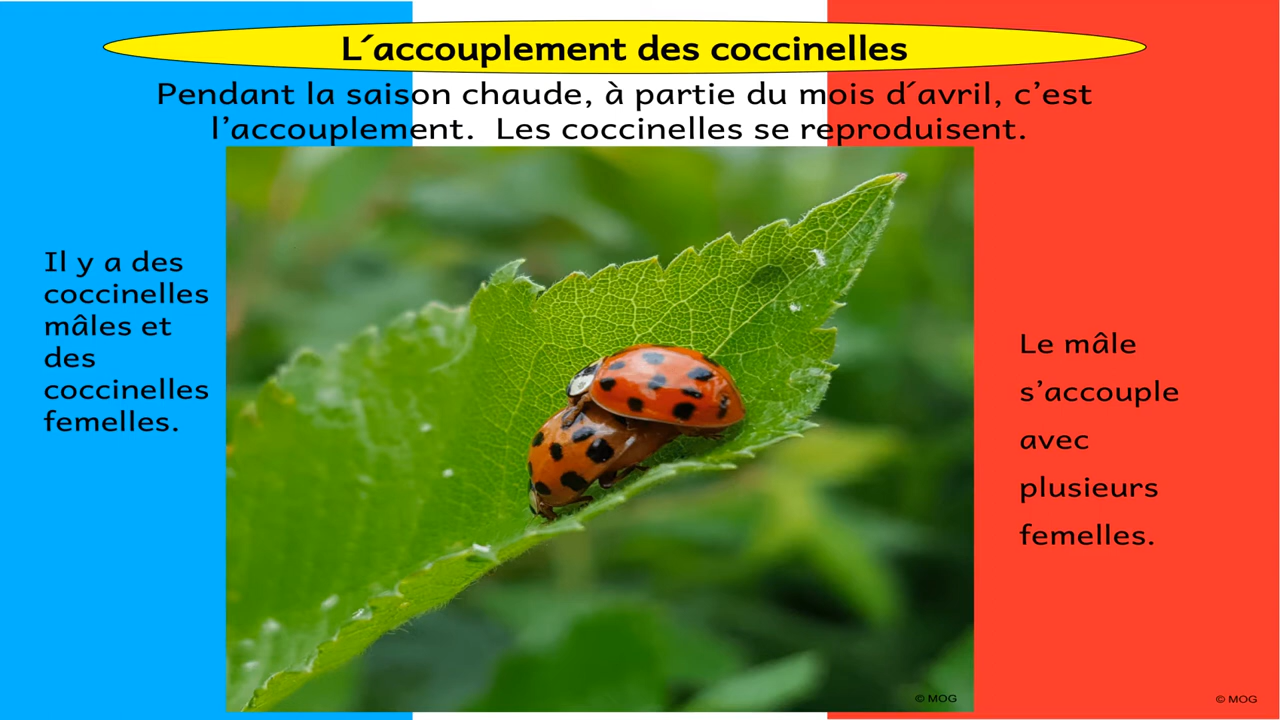 L´accouplement des coccinelles
Pendant la saison chaude, à partie du mois d´avril, c’est
l’accouplement. Les coccinelles se reproduisent.
Il y a des
coccinelles
mâles et
des
coccinelles
femelles.
Le mâle
s’accouple
avec
plusieurs
femelles.
© MOG
© MOG